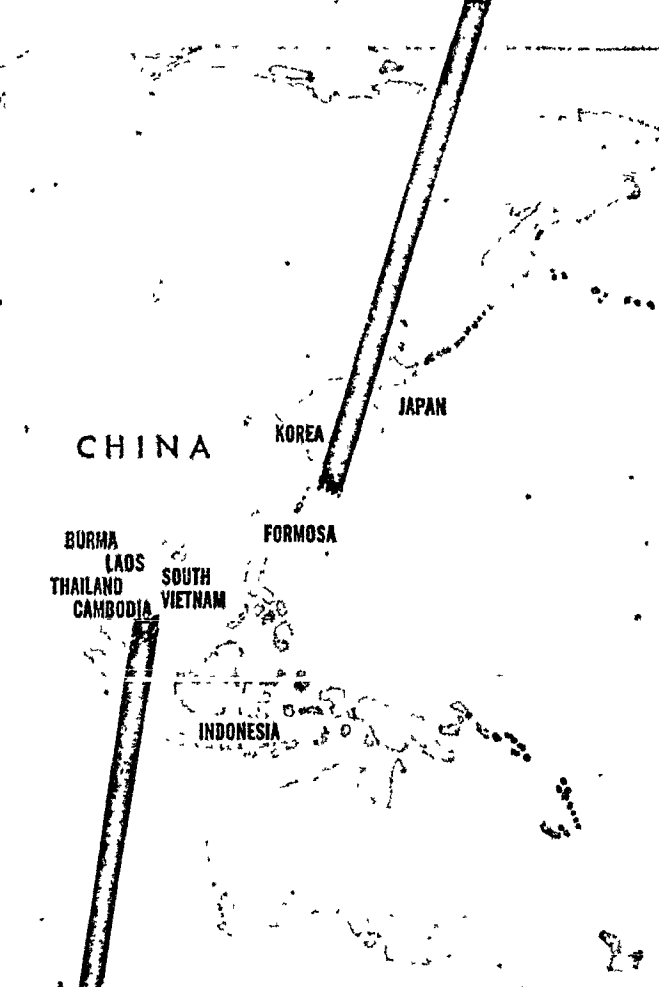 JAPAN
KOREA
CHINA
FORMOSA
BURMA
LAOS
SOUTH
THAILAND
VIETNAM
CAMBODIA
INDONESIA